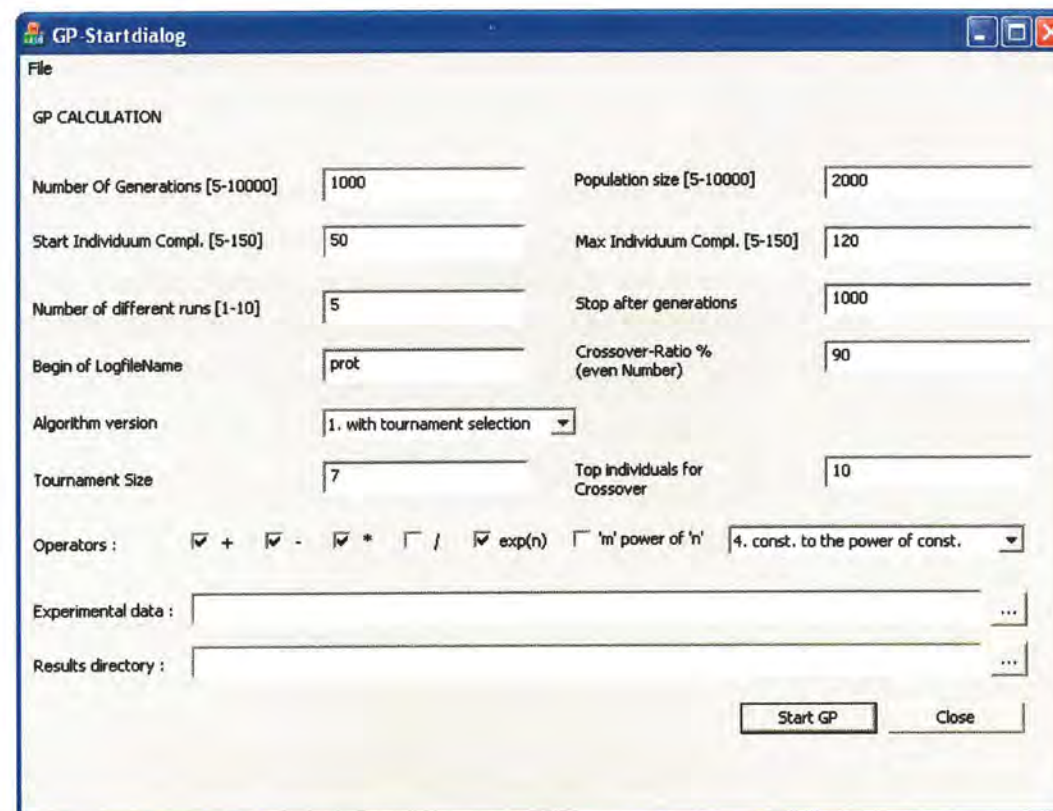 GP-Startdialog
File
GP CALCULATION
Number Of Generations [5-10000] 1000 Population size [5-10000] 2000
Start Individuum Compl. [5-150] 50 Max Individuum Compl. [5-150] 120
Number of different runs [1-10] 5 Stop after generations 1000
Begin of LogfileName prot Crossover-Ratio %
(even Number) 90
Algorithm version 1. with tournament selection
Tournament Size 7 Top individuals for
Crossover 10
Operators : + - * / exp(n) 'm' power of 'n' 4. const. to the power of const.
Experimental data : ...
Results directory : ...
Start GP Close